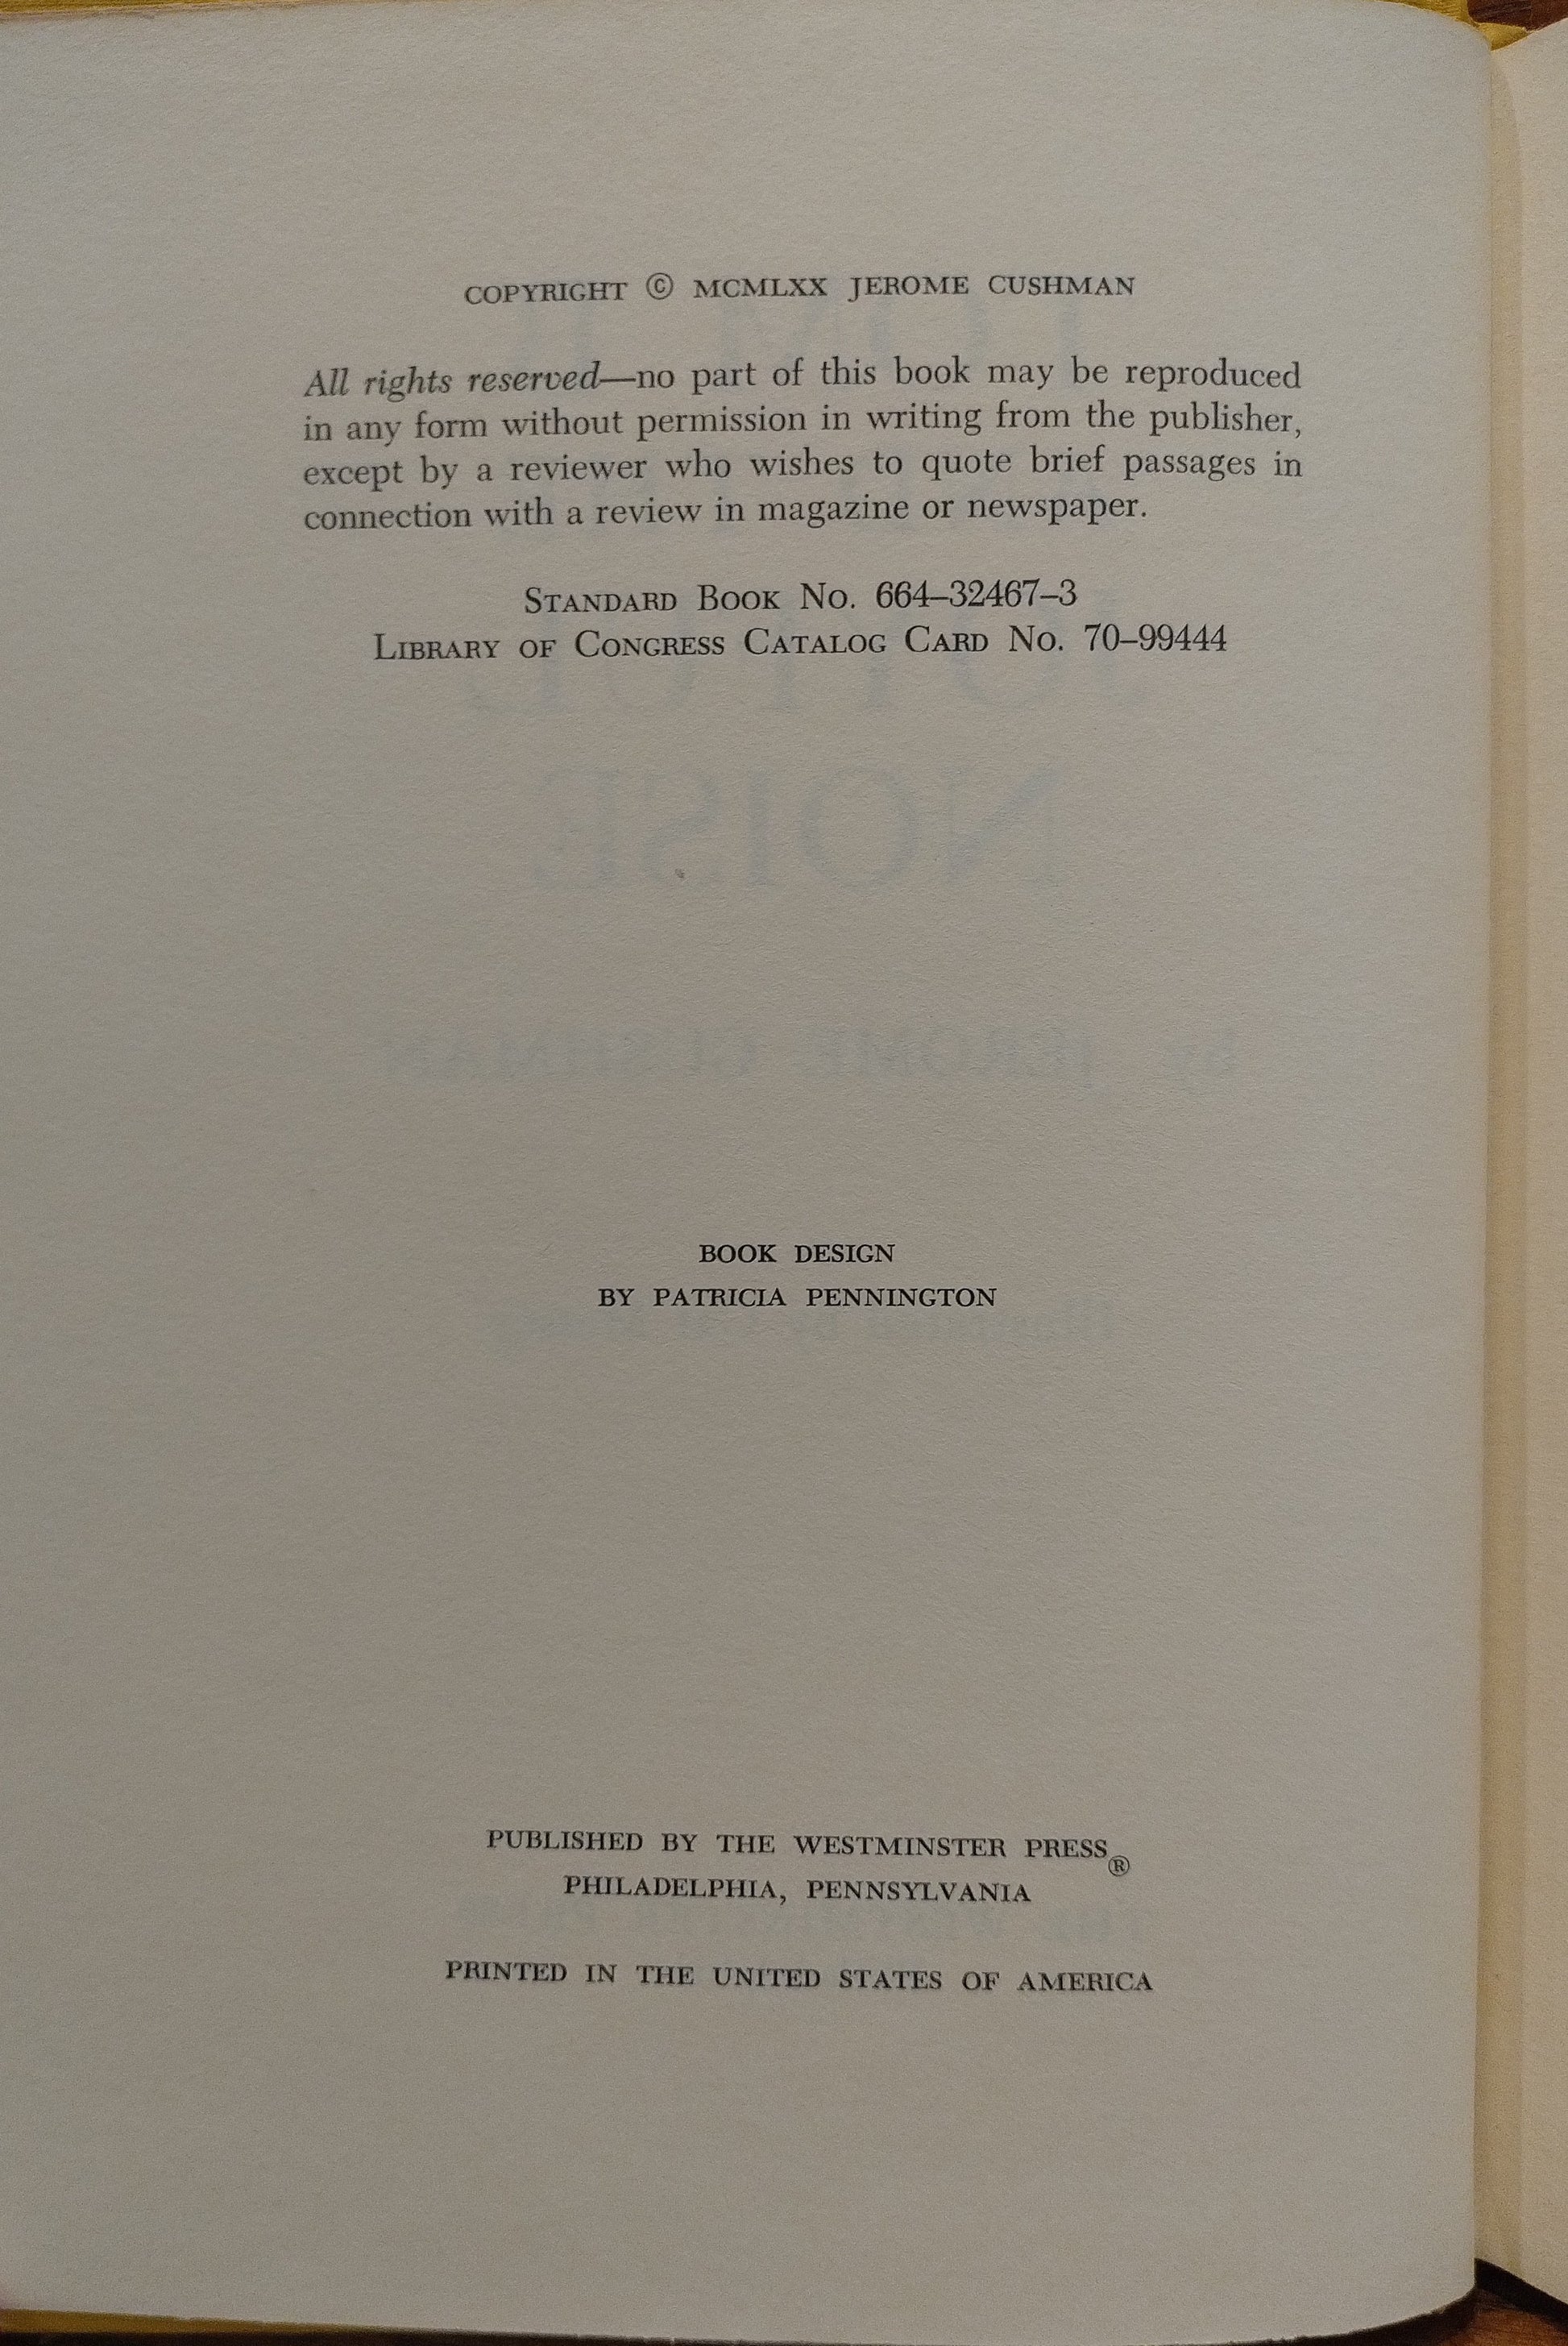 COPYRIGHT © MCMLXX JEROME CUSHMAN
All rights reserved—no part of this book may be reproduced
in any form without permission in writing from the publisher,
except by a reviewer who wishes to quote brief passages in
connection with a review in magazine or newspaper.
STANDARD BOOK NO. 664–32467–3
LIBRARY OF CONGRESS CATALOG CARD NO. 70–99444
NOISE
BOOK DESIGN
BY PATRICIA PENNINGTON
PUBLISHED BY THE WESTMINSTER PRESS®
PHILADELPHIA, PENNSYLVANIA
PRINTED IN THE UNITED STATES OF AMERICA